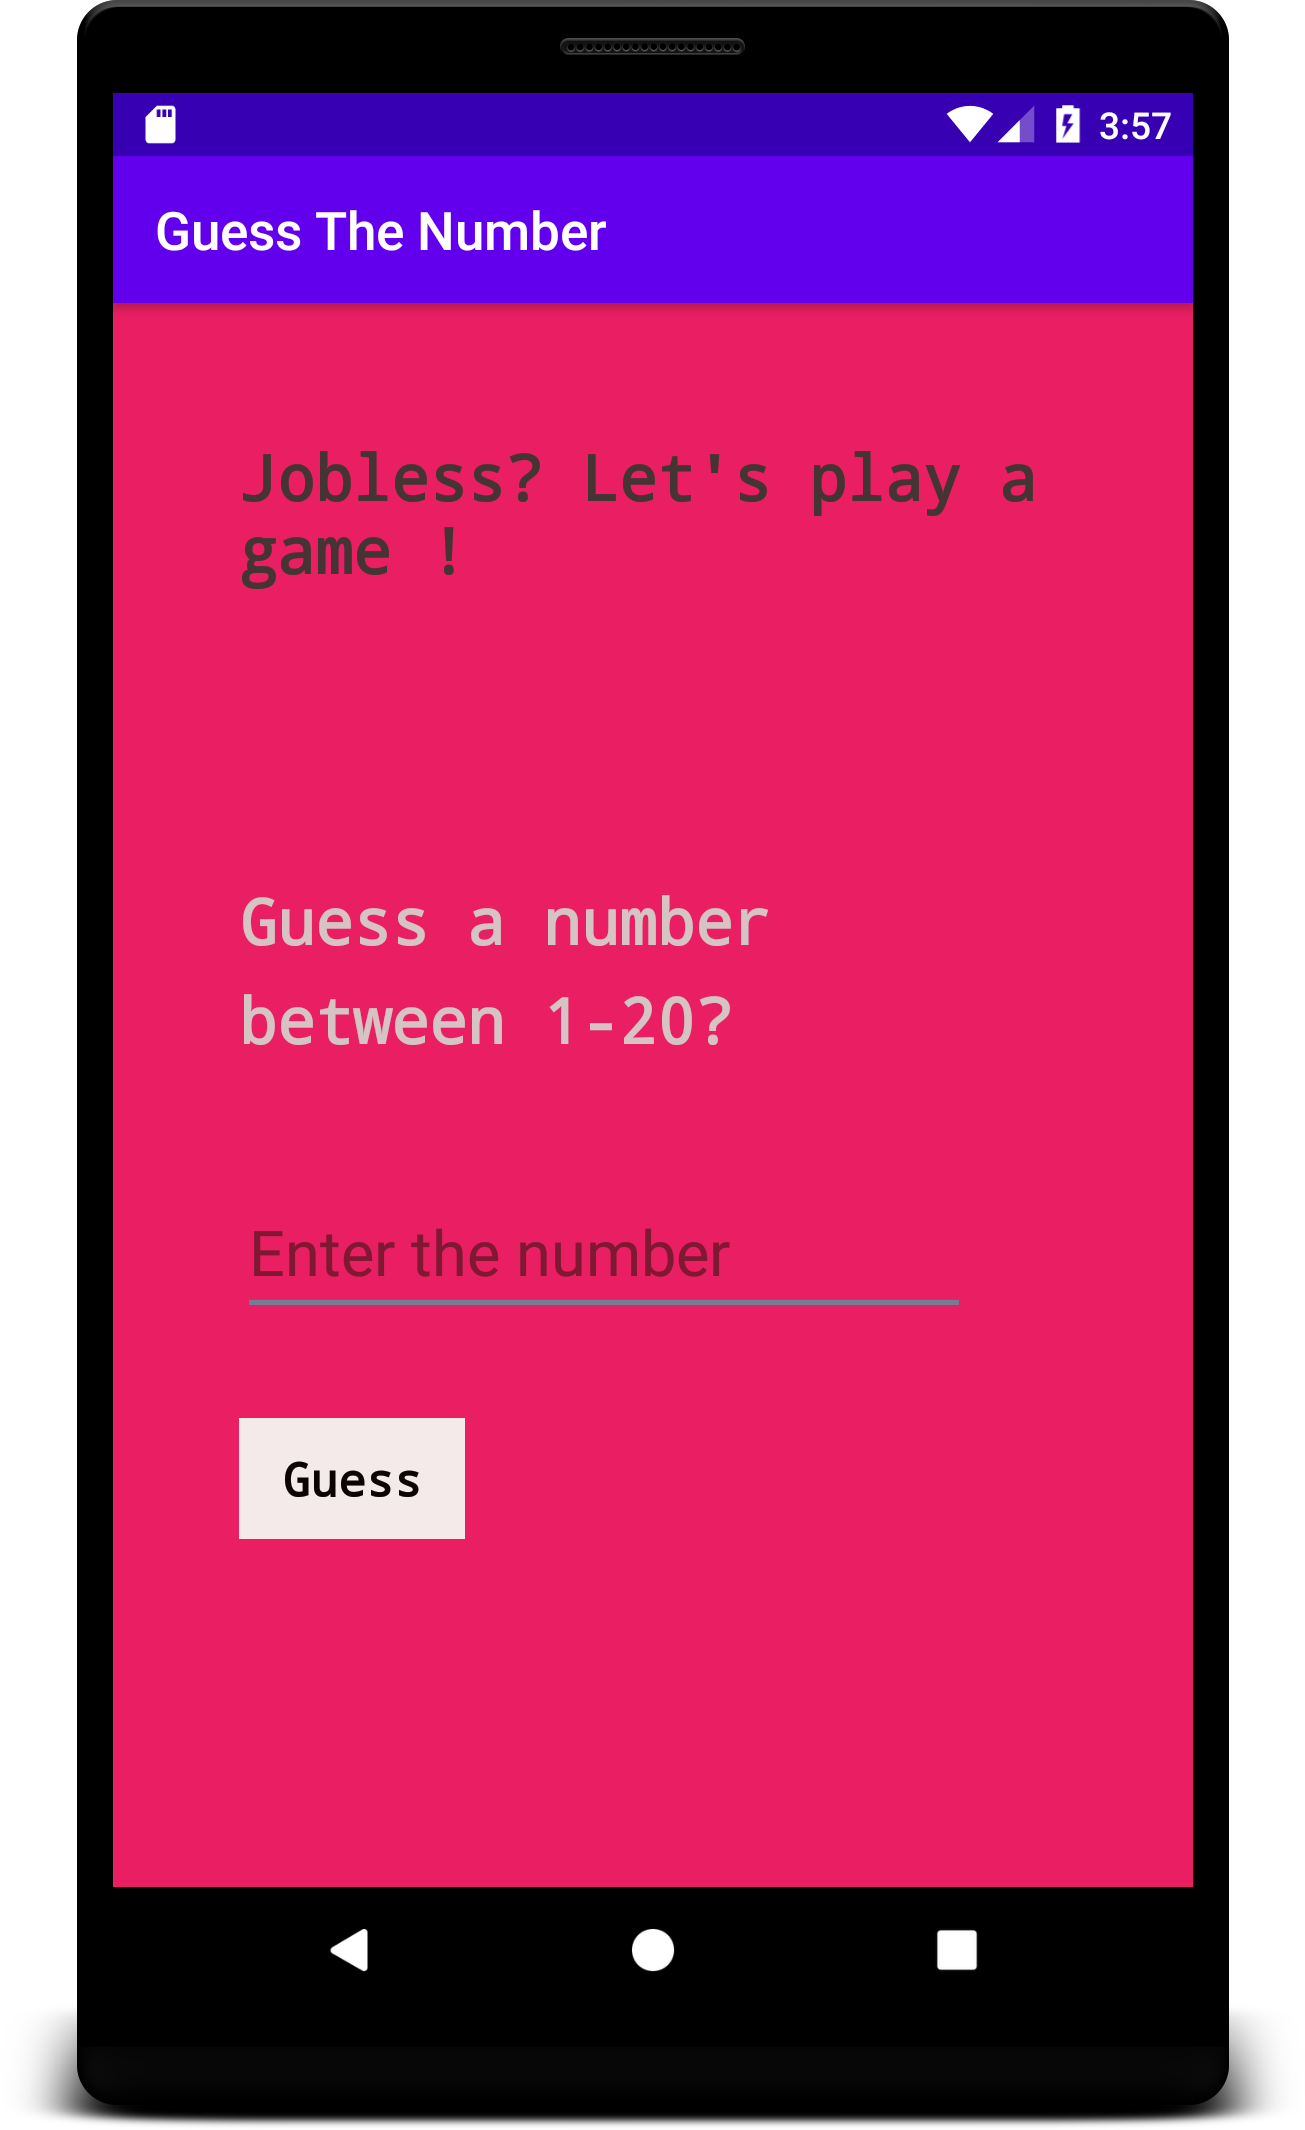 3:57
Guess The Number
Jobless? Let's play a
game !
Guess a number
between 1-20?
Enter the number
Guess